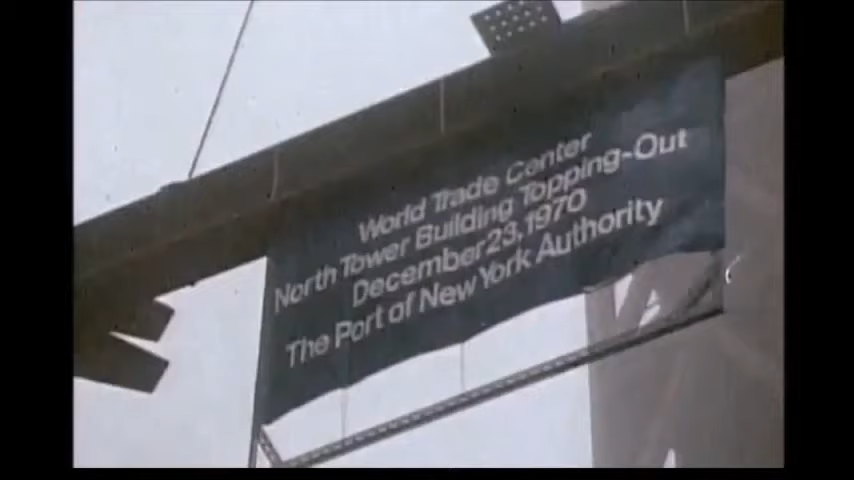 World Trade Center
North Tower Building Topping-Out
December 23, 1970
The Port of New York Authority